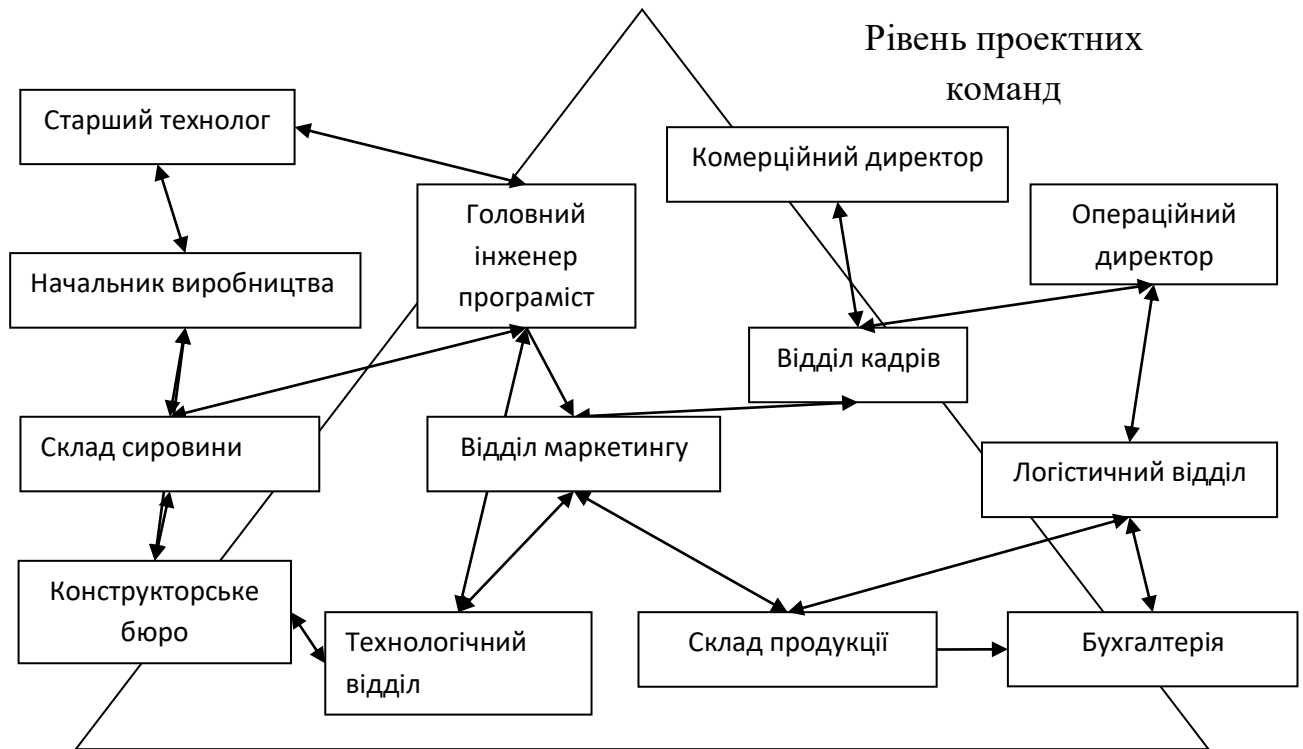 Рівень проектних
команд
Старший технолог
Комерційний директор
Головний
інженер
програміст
Операційний
директор
Начальник виробництва
Відділ кадрів
Склад сировини
Відділ маркетингу
Логістичний відділ
Конструкторське
бюро
Технологічний
відділ
Склад продукції
Бухгалтерія